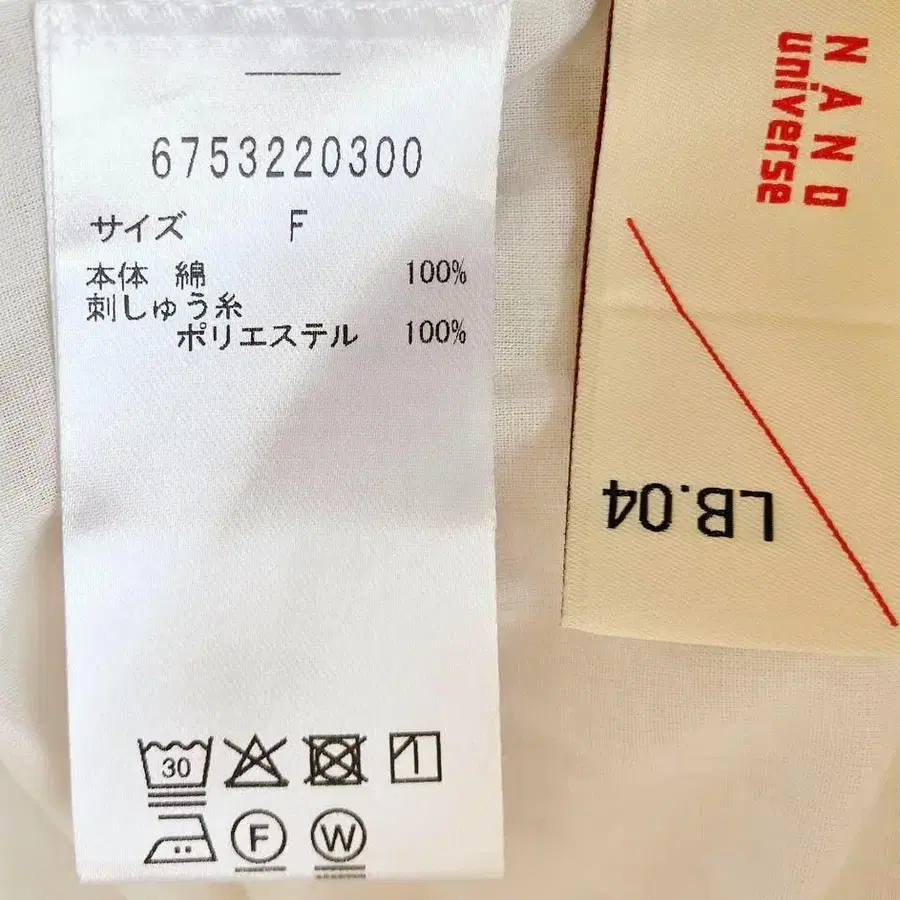 6753220300
サイズ F
本体 綿 100%
刺しゅう糸
ポリエステル 100%
30
F
W
NANO
universe
LB.04